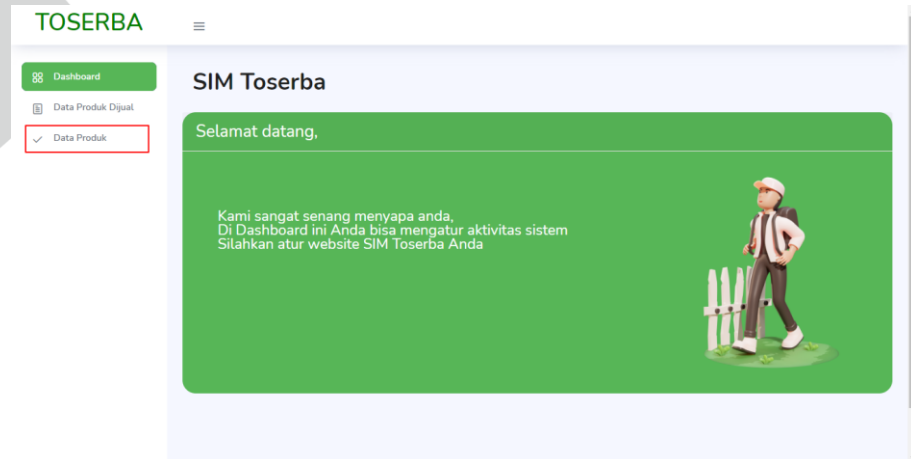 TOSERBA
Dashboard
Data Produk Dijual
Data Produk
SIM Toserba
Selamat datang,
Kami sangat senang menyapa anda,
Di Dashboard ini Anda bisa mengatur aktivitas sistem
Silahkan atur website SIM Toserba Anda